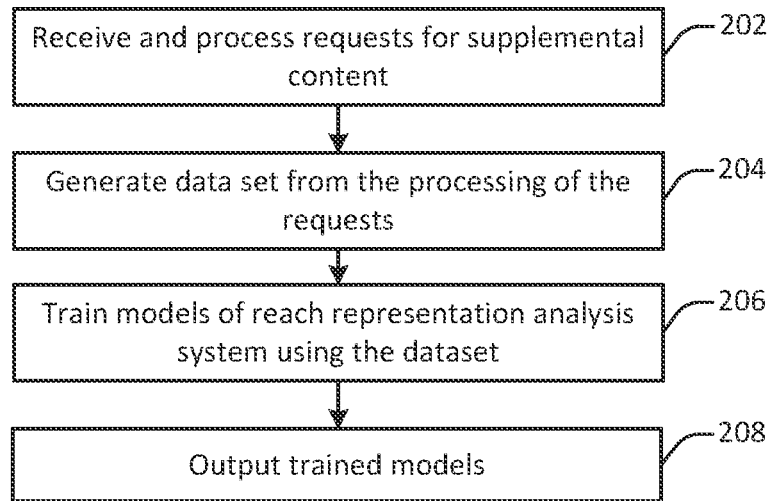 Receive and process requests for supplemental
content
202
Generate data set from the processing of the
requests
204
Train models of reach representation analysis
system using the dataset
206
Output trained models
208